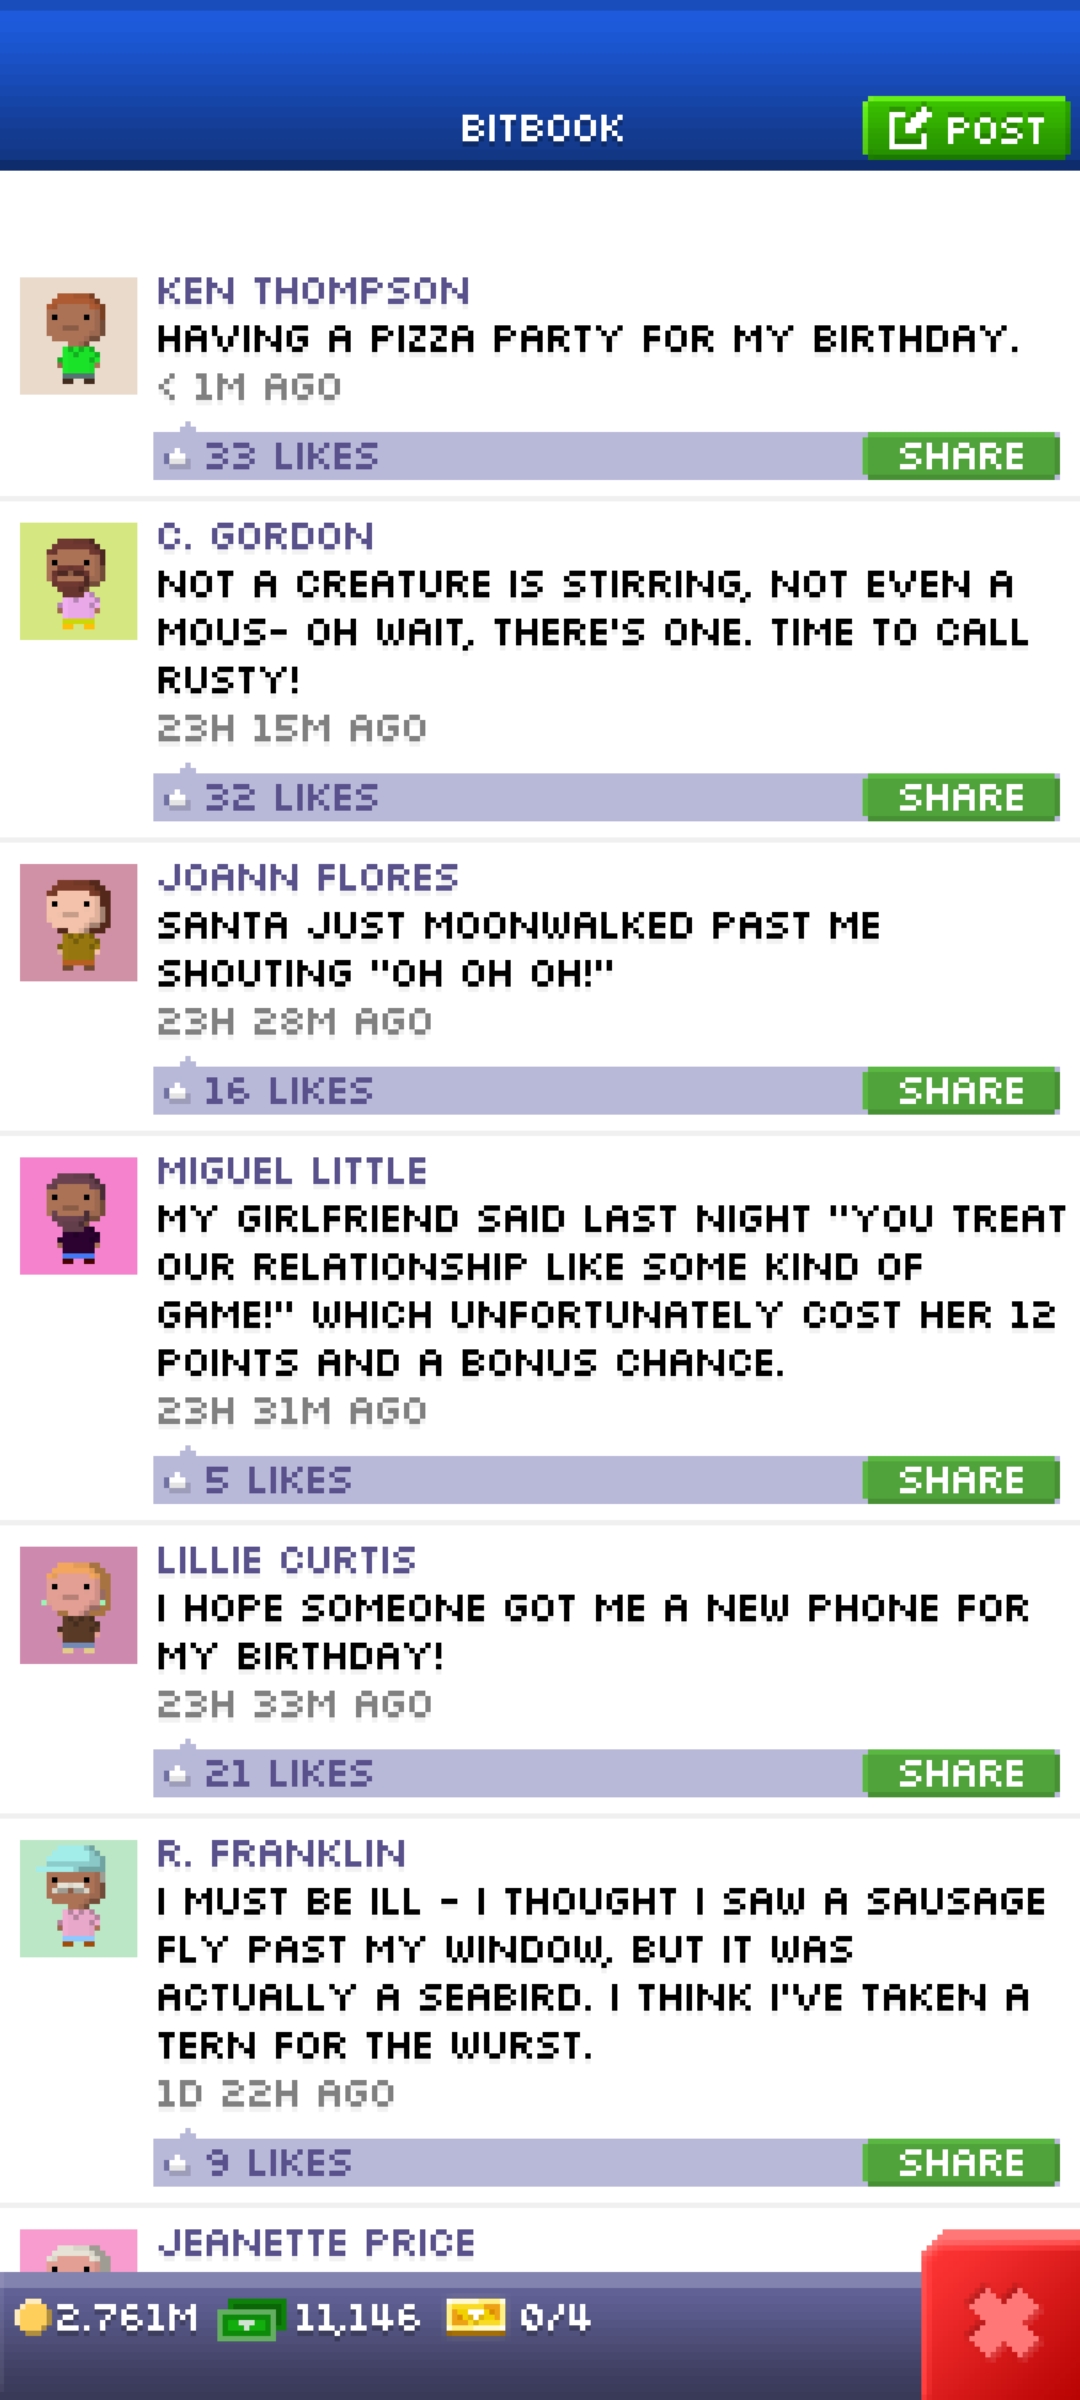 BITBOOK
POST
KEN THOMPSON
HAVING A PIZZA PARTY FOR MY BIRTHDAY.
< 1M AGO
33 LIKES
SHARE
C. GORDON
NOT A CREATURE IS STIRRING, NOT EVEN A
MOUS- OH WAIT, THERE'S ONE. TIME TO CALL
RUSTY!
23H 15M AGO
32 LIKES
SHARE
JOANN FLORES
SANTA JUST MOONWALKED PAST ME
SHOUTING "OH OH OH!"
23H 28M AGO
16 LIKES
SHARE
MIGUEL LITTLE
MY GIRLFRIEND SAID LAST NIGHT "YOU TREAT
OUR RELATIONSHIP LIKE SOME KIND OF
GAME!" WHICH UNFORTUNATELY COST HER 12
POINTS AND A BONUS CHANCE.
23H 31M AGO
5 LIKES
SHARE
LILLIE CURTIS
I HOPE SOMEONE GOT ME A NEW PHONE FOR
MY BIRTHDAY!
23H 33M AGO
21 LIKES
SHARE
R. FRANKLIN
I MUST BE ILL - I THOUGHT I SAW A SAUSAGE
FLY PAST MY WINDOW, BUT IT WAS
ACTUALLY A SEABIRD. I THINK I'VE TAKEN A
TERN FOR THE WURST.
1D 22H AGO
9 LIKES
SHARE
JEANETTE PRICE
2.761M 11,146 0/4